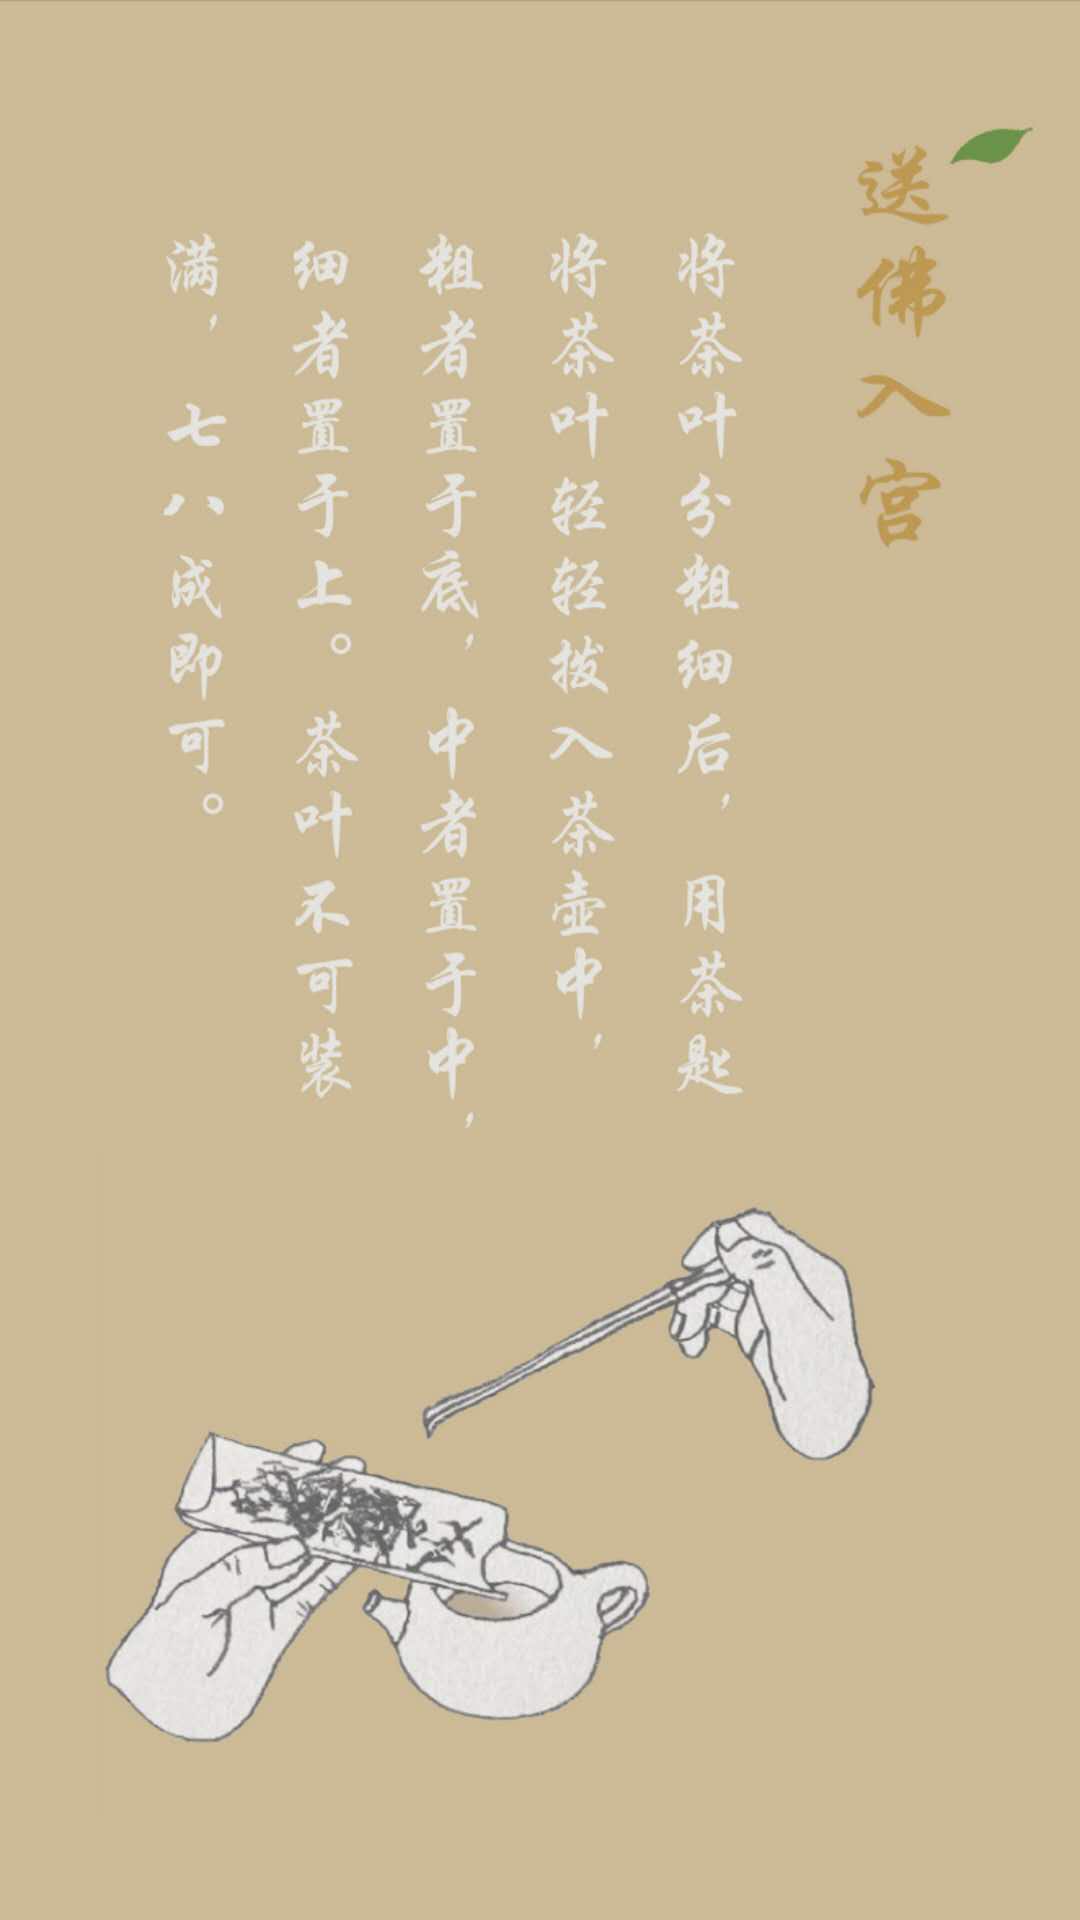 送佛入宫
将茶叶分粗细后，用茶匙
将茶叶轻轻拨入茶壶中，
粗者置于底，中者置于中，
细者置于上。茶叶不可装
满，七八成即可。